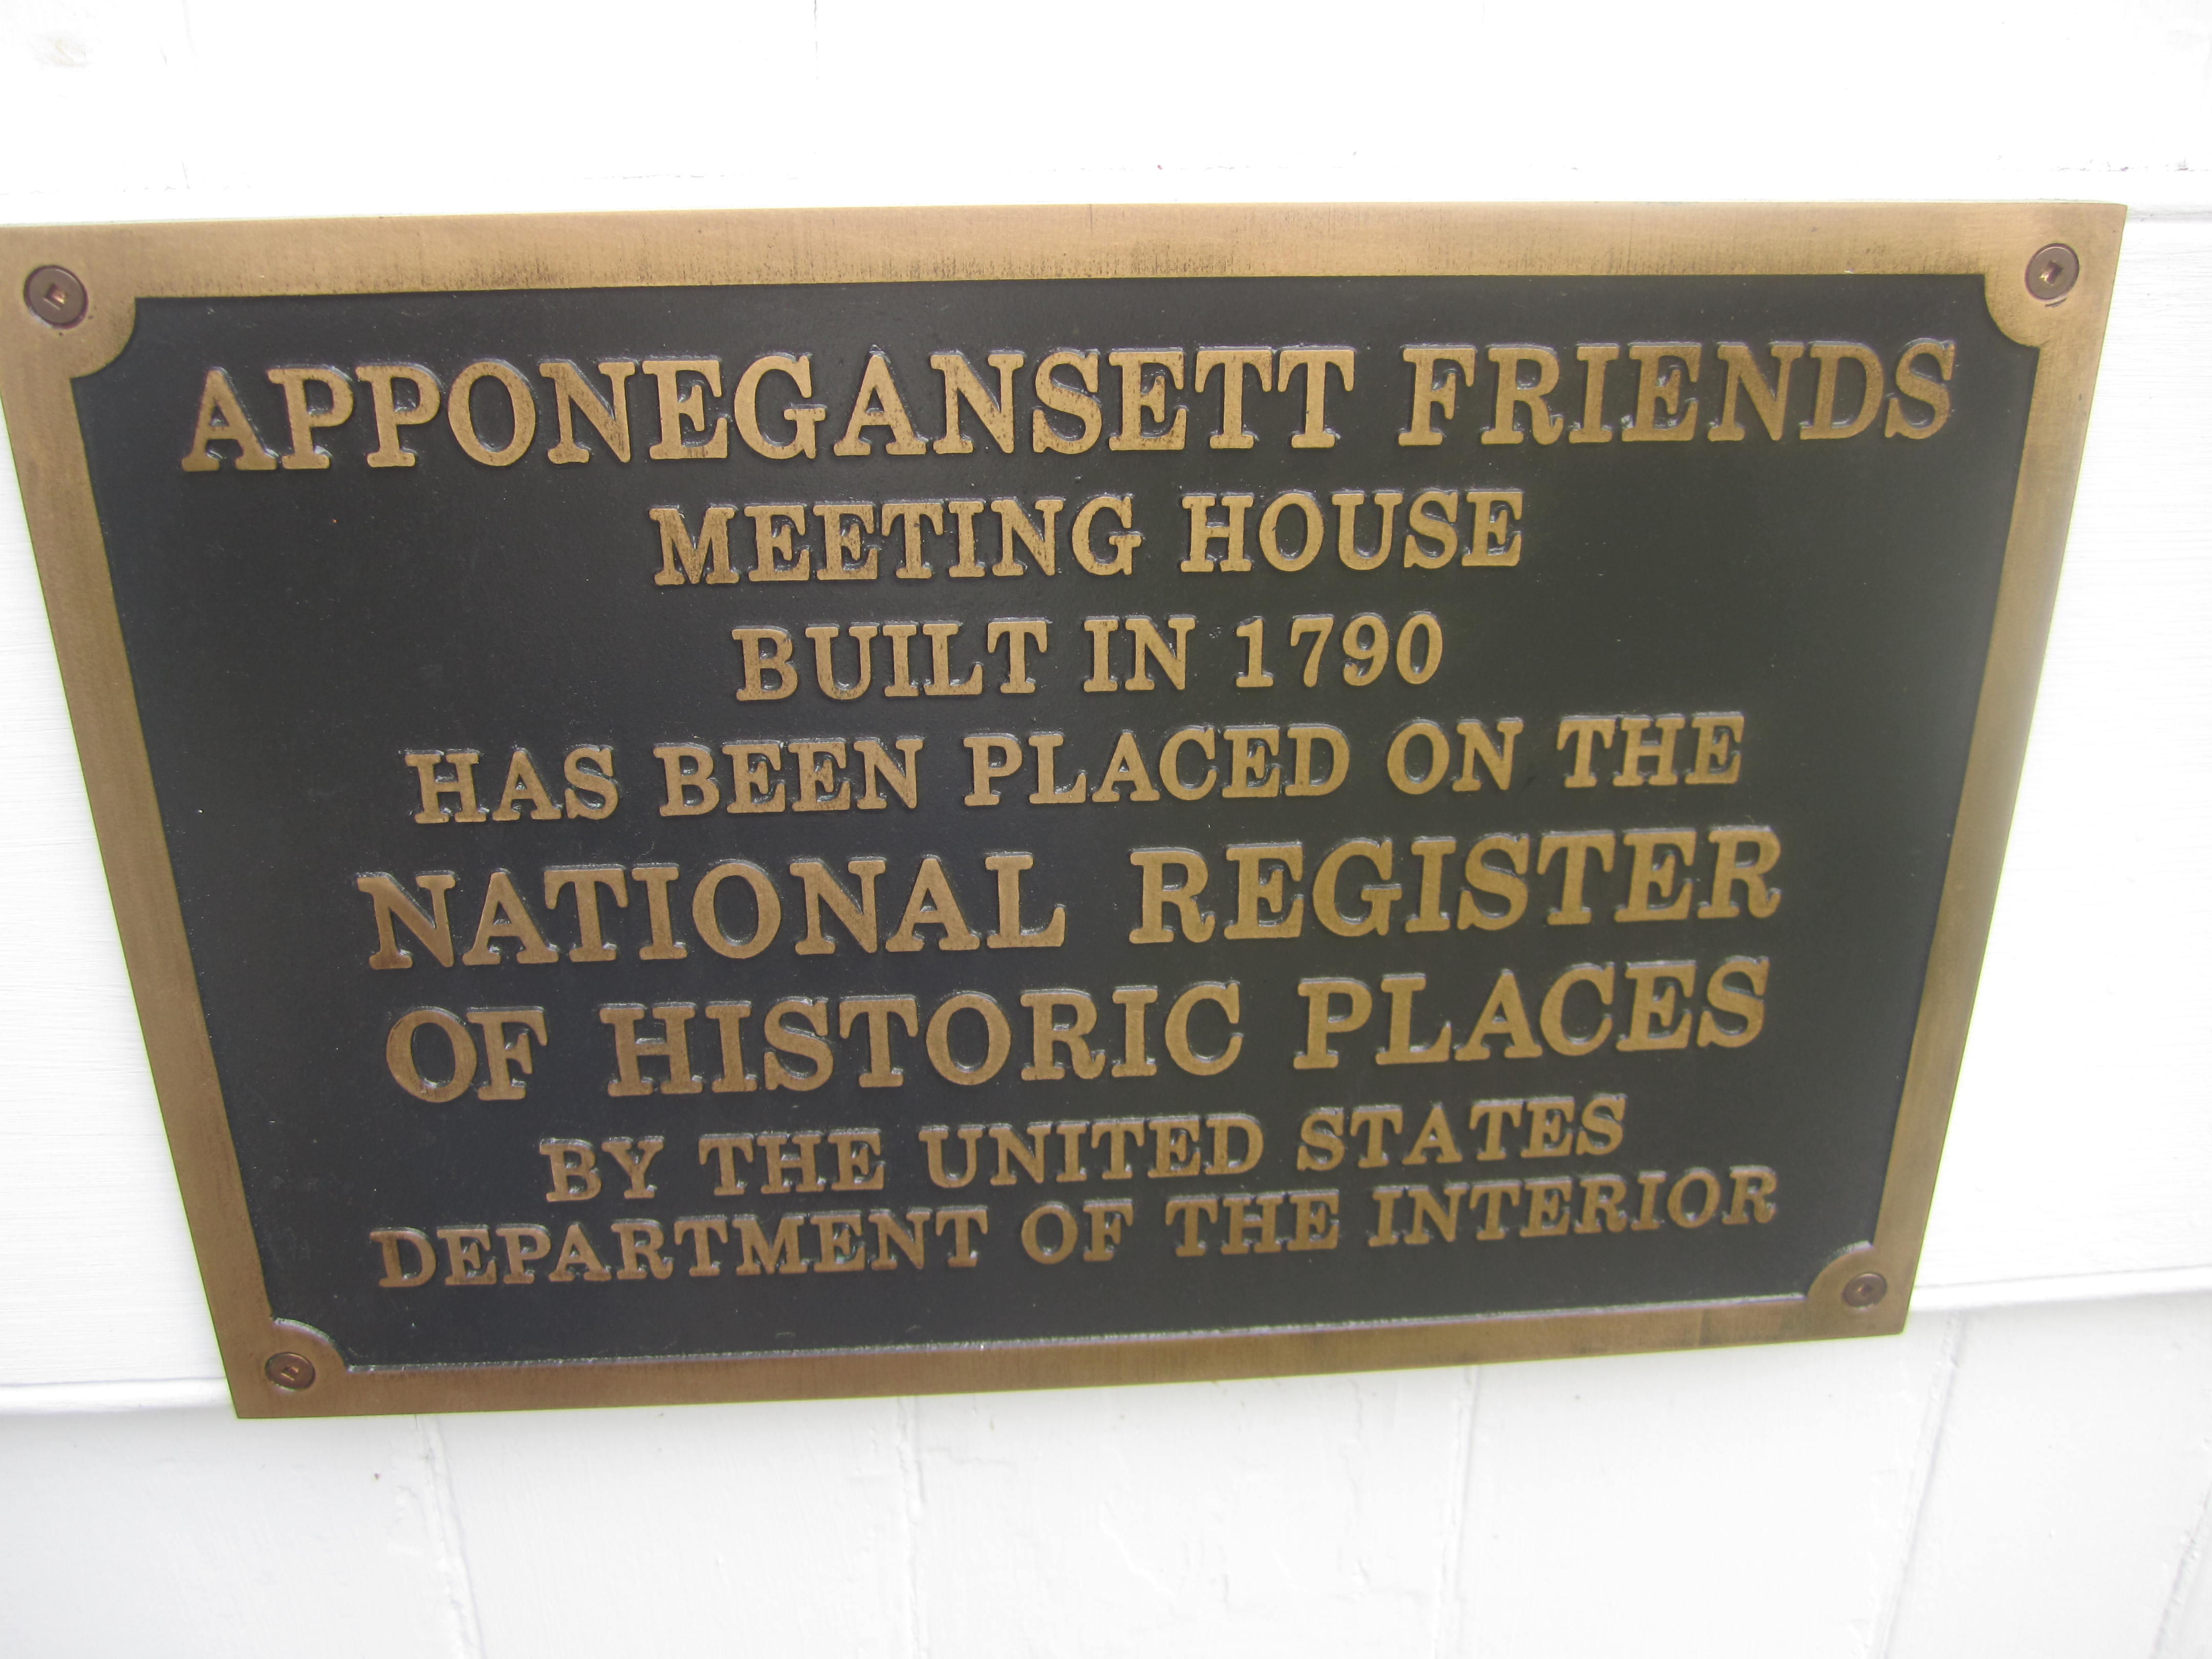 APPONEGANSETT FRIENDS
MEETING HOUSE
BUILT IN 1790
HAS BEEN PLACED ON THE
NATIONAL REGISTER
OF HISTORIC PLACES
BY THE UNITED STATES
DEPARTMENT OF THE INTERIOR